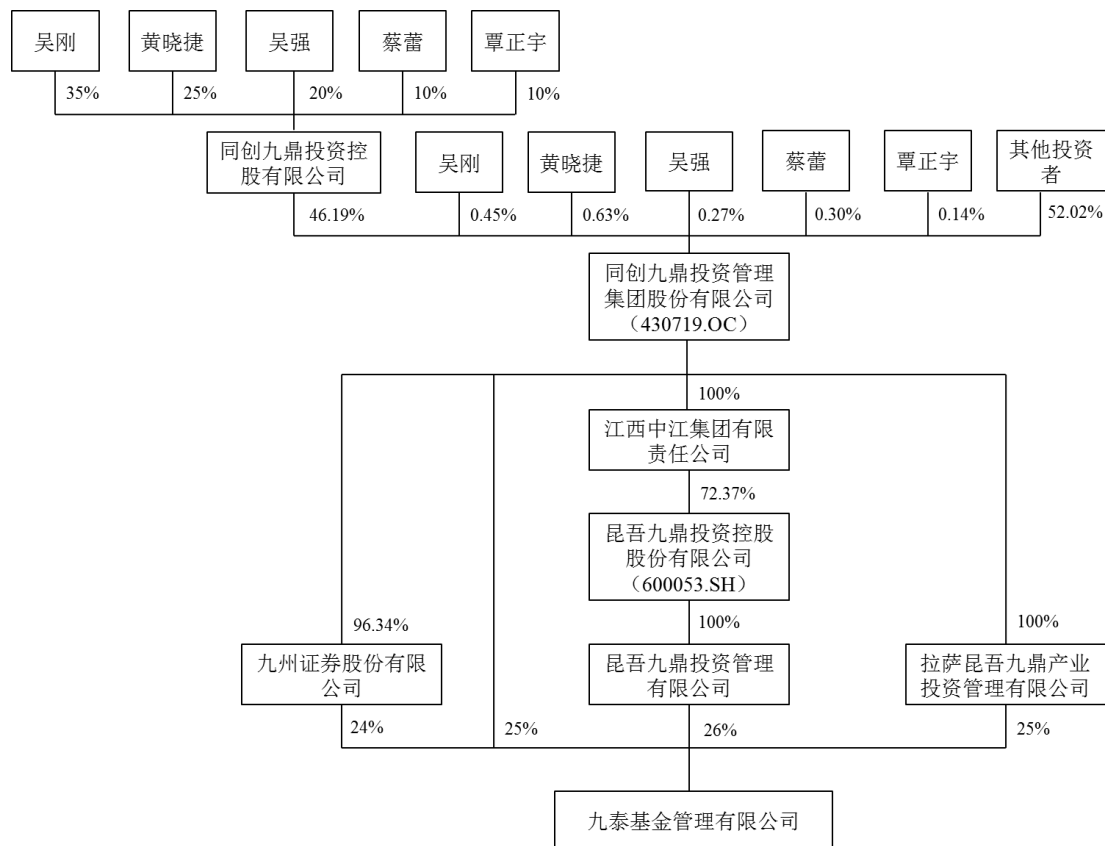 吴刚
黄晓捷
吴强
蔡蕾
覃正宇
35%
25%
20%
10%
10%
同创九鼎投资控
股有限公司
吴刚
黄晓捷
吴强
蔡蕾
覃正宇
其他投资
者
46.19%
0.45%
0.63%
0.27%
0.30%
0.14%
52.02%
同创九鼎投资管理
集团股份有限公司
（430719.OC）
100%
江西中江集团有限
责任公司
72.37%
昆吾九鼎投资控股
股份有限公司
（600053.SH）
96.34%
100%
100%
九州证券股份有限
公司
昆吾九鼎投资管理
有限公司
拉萨昆吾九鼎产业
投资管理有限公司
24%
25%
26%
25%
九泰基金管理有限公司